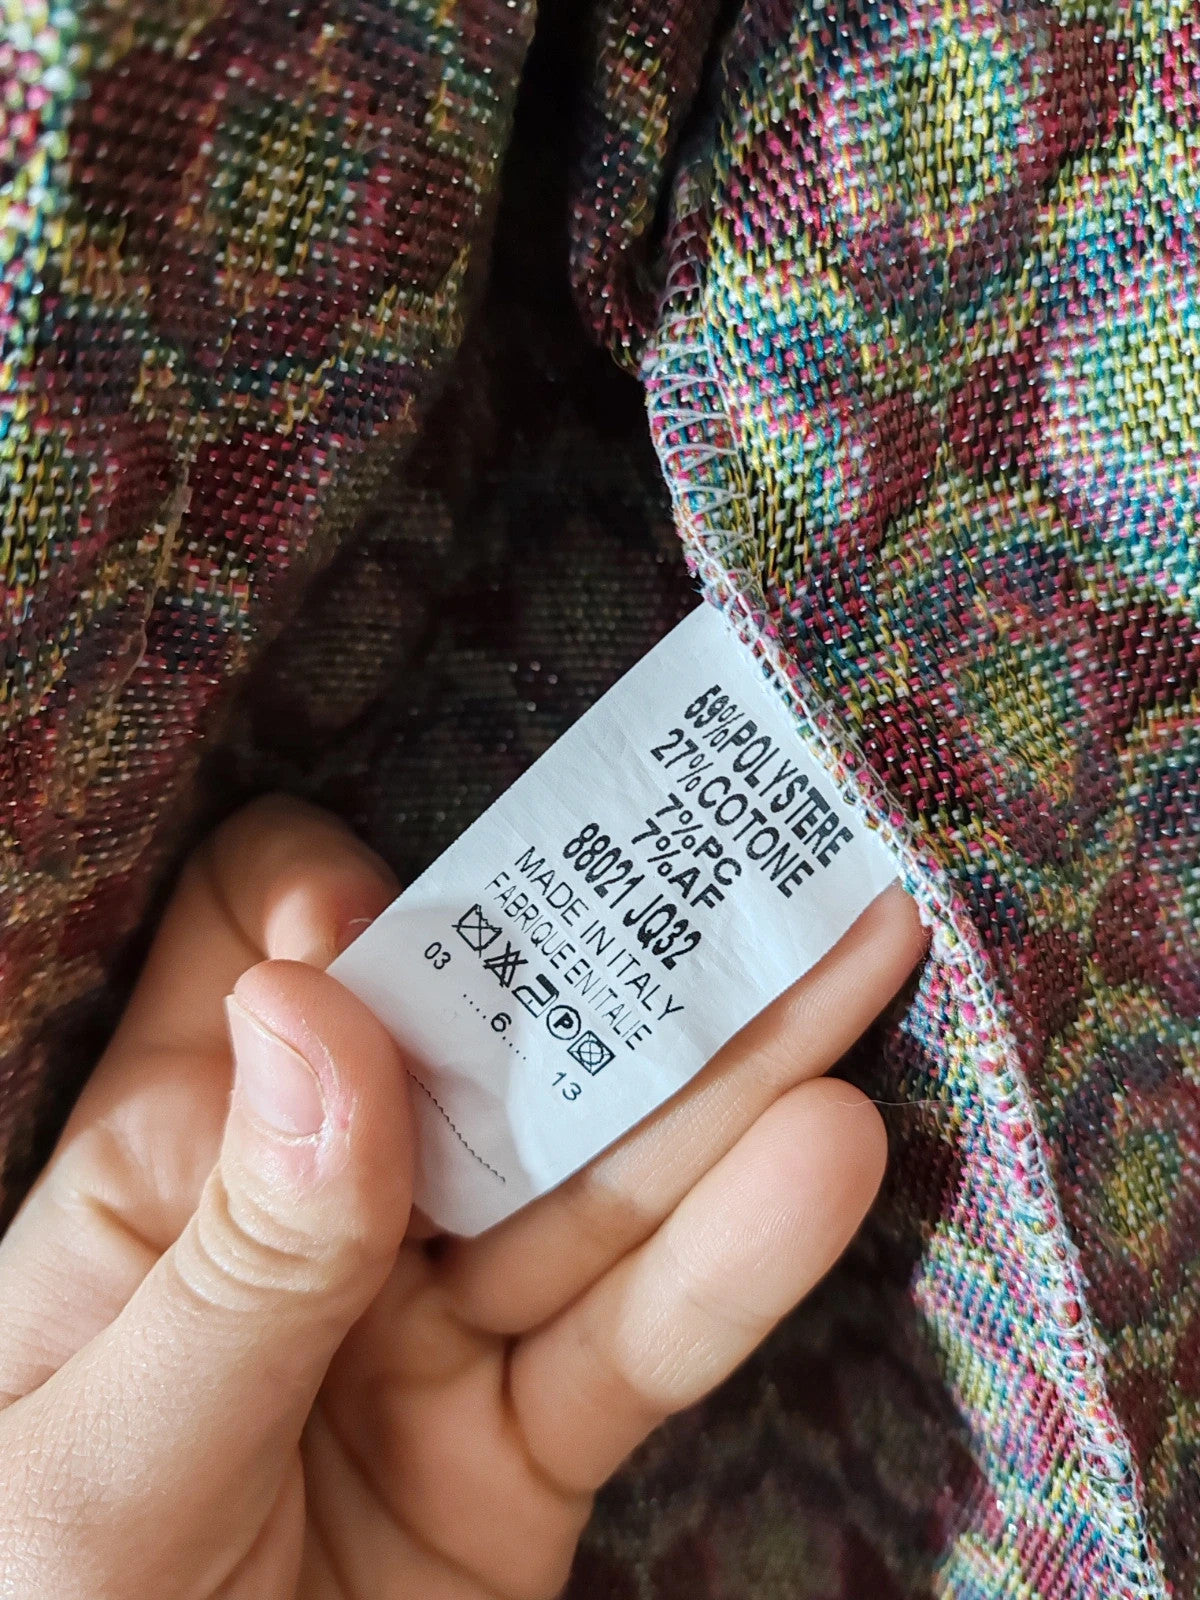 59%POLYSTERE
27%COTONE
7%PC
7%AF
88021 JQ32
MADE IN ITALY
FABRIQUE EN ITALIE
P
03 ....6.... 13